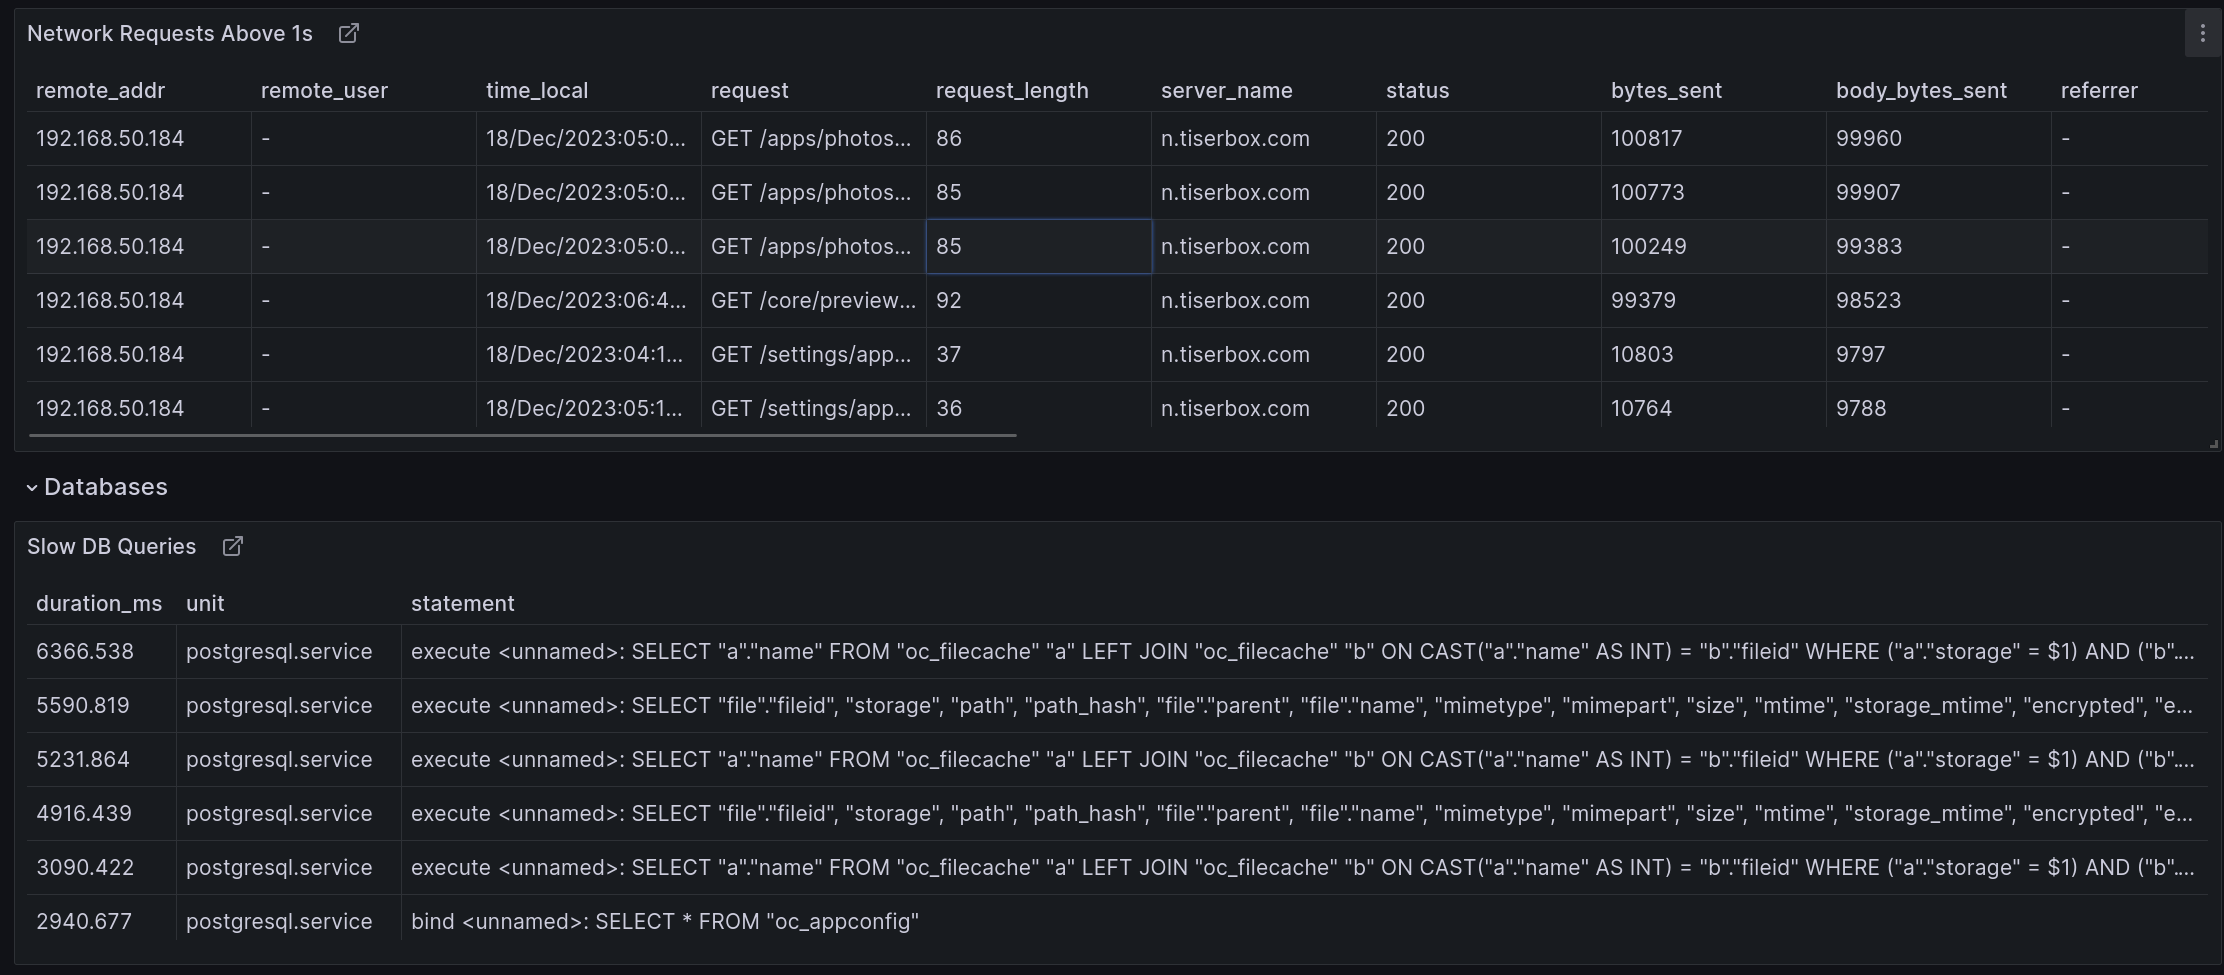 Network Requests Above 1s
remote_addr remote_user time_local request request_length server_name status bytes_sent body_bytes_sent referrer
192.168.50.184 - 18/Dec/2023:05:0... GET /apps/photos... 86 n.tiserbox.com 200 100817 99960 -
192.168.50.184 - 18/Dec/2023:05:0... GET /apps/photos... 85 n.tiserbox.com 200 100773 99907 -
192.168.50.184 - 18/Dec/2023:05:0... GET /apps/photos... 85 n.tiserbox.com 200 100249 99383 -
192.168.50.184 - 18/Dec/2023:06:4... GET /core/preview... 92 n.tiserbox.com 200 99379 98523 -
192.168.50.184 - 18/Dec/2023:04:1... GET /settings/app... 37 n.tiserbox.com 200 10803 9797 -
192.168.50.184 - 18/Dec/2023:05:1... GET /settings/app... 36 n.tiserbox.com 200 10764 9788 -
Databases
Slow DB Queries
duration_ms unit statement
6366.538 postgresql.service execute <unnamed>: SELECT "a"."name" FROM "oc_filecache" "a" LEFT JOIN "oc_filecache" "b" ON CAST("a"."name" AS INT) = "b"."fileid" WHERE ("a"."storage" = $1) AND ("b"....
5590.819 postgresql.service execute <unnamed>: SELECT "file"."fileid", "storage", "path", "path_hash", "file"."parent", "file"."name", "mimetype", "mimepart", "size", "mtime", "storage_mtime", "encrypted", "e...
5231.864 postgresql.service execute <unnamed>: SELECT "a"."name" FROM "oc_filecache" "a" LEFT JOIN "oc_filecache" "b" ON CAST("a"."name" AS INT) = "b"."fileid" WHERE ("a"."storage" = $1) AND ("b"....
4916.439 postgresql.service execute <unnamed>: SELECT "file"."fileid", "storage", "path", "path_hash", "file"."parent", "file"."name", "mimetype", "mimepart", "size", "mtime", "storage_mtime", "encrypted", "e...
3090.422 postgresql.service execute <unnamed>: SELECT "a"."name" FROM "oc_filecache" "a" LEFT JOIN "oc_filecache" "b" ON CAST("a"."name" AS INT) = "b"."fileid" WHERE ("a"."storage" = $1) AND ("b"....
2940.677 postgresql.service bind <unnamed>: SELECT * FROM "oc_appconfig"